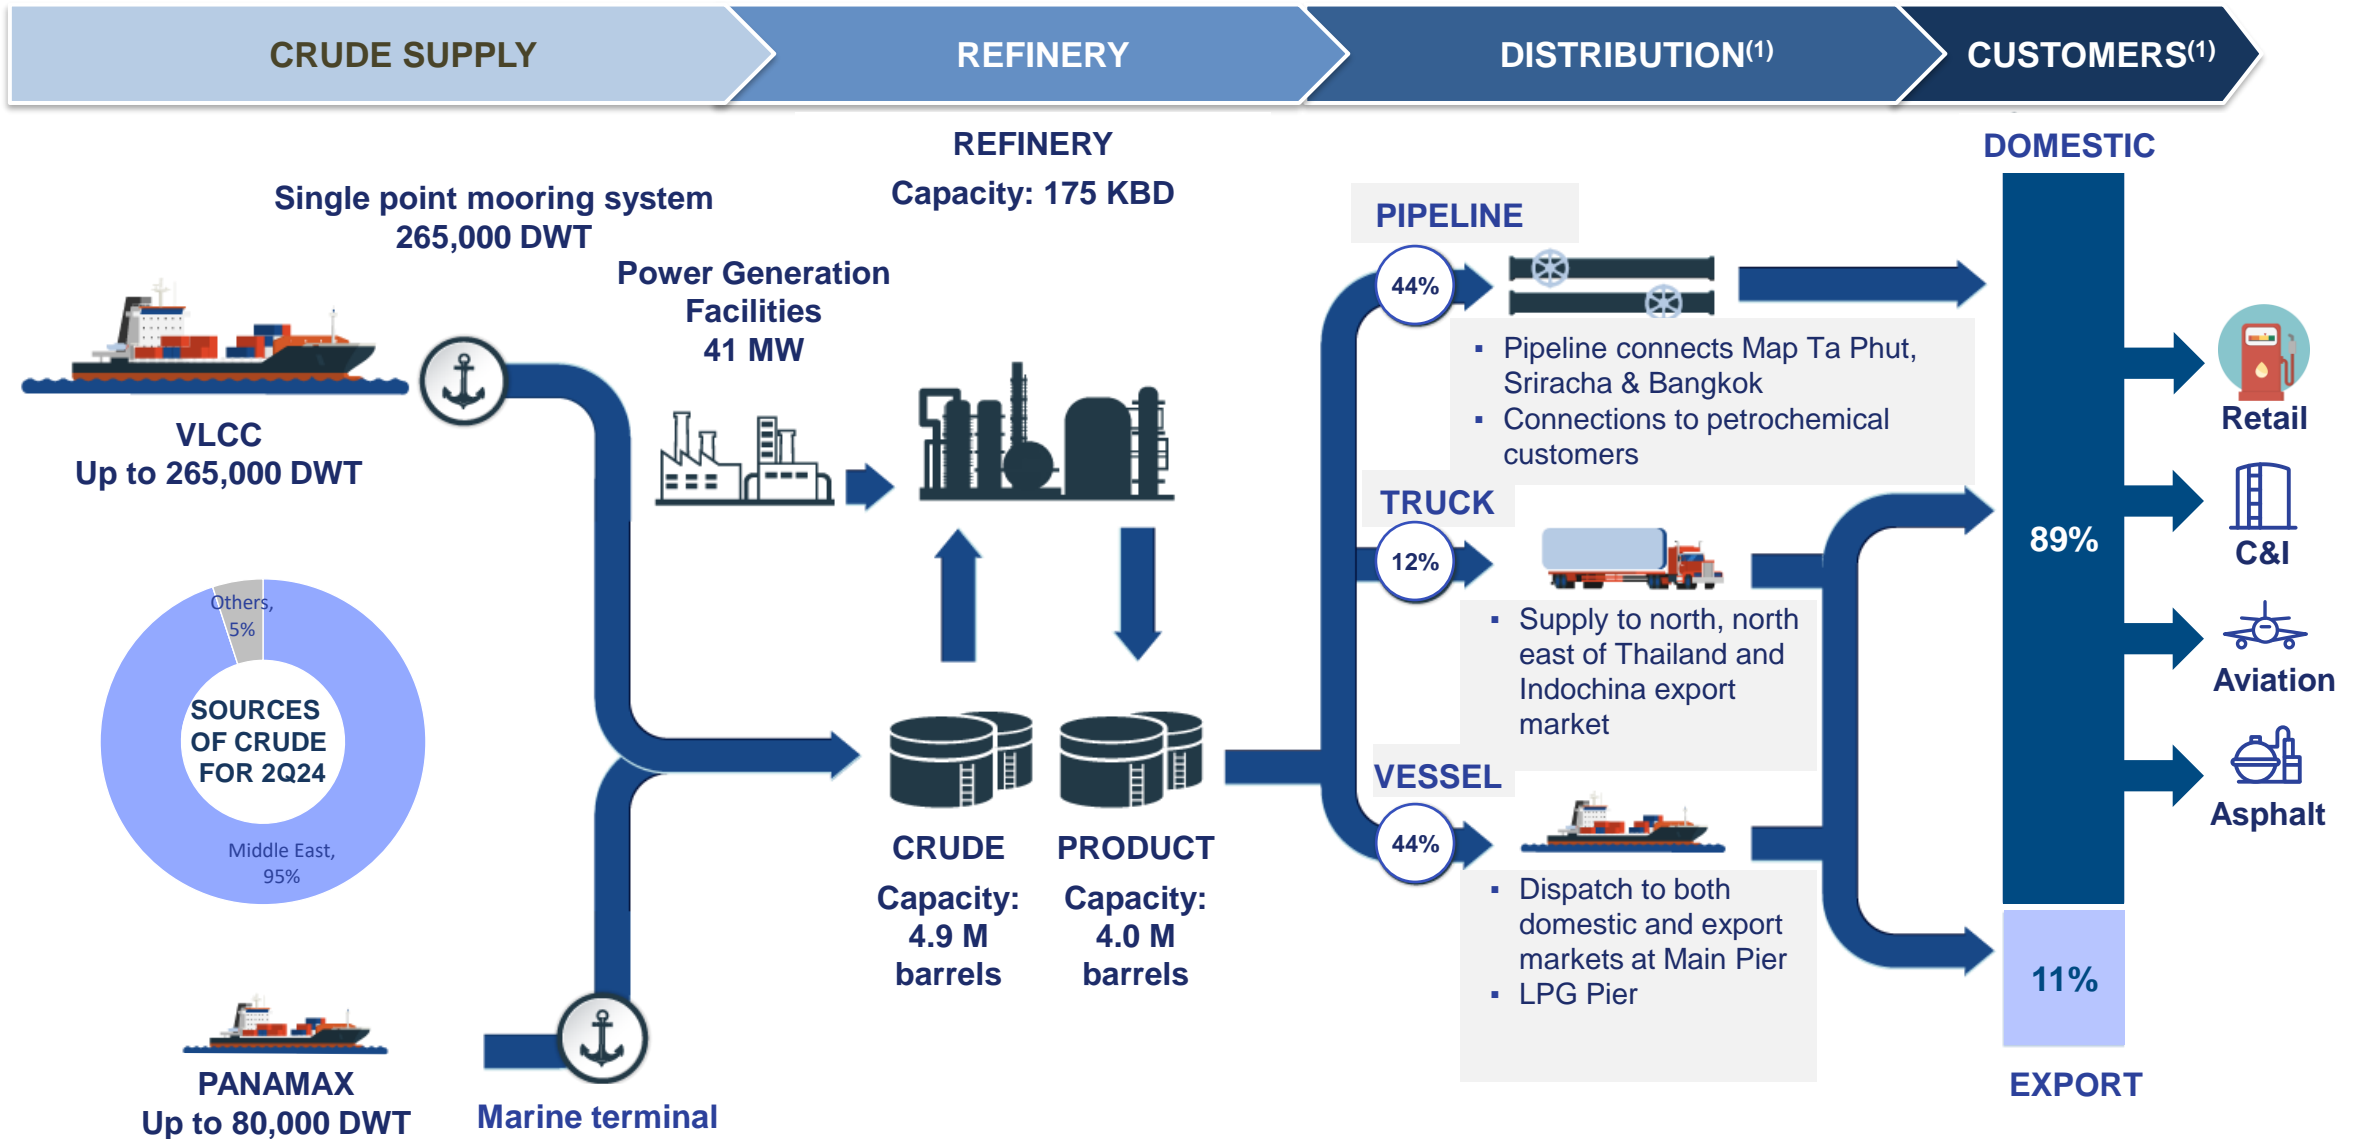 CRUDE SUPPLY
REFINERY
DISTRIBUTION(1)
CUSTOMERS(1)
Single point mooring system
265,000 DWT
VLCC
Up to 265,000 DWT
Others,
5%
SOURCES
OF CRUDE
FOR 2Q24
Middle East,
95%
PANAMAX
Up to 80,000 DWT
Marine terminal
REFINERY
Capacity: 175 KBD
Power Generation
Facilities
41 MW
CRUDE
Capacity:
4.9 M
barrels
PRODUCT
Capacity:
4.0 M
barrels
PIPELINE
44%
▪ Pipeline connects Map Ta Phut,
Sriracha & Bangkok
▪ Connections to petrochemical
customers
TRUCK
12%
▪ Supply to north, north
east of Thailand and
Indochina export
market
VESSEL
44%
▪ Dispatch to both
domestic and export
markets at Main Pier
▪ LPG Pier
DOMESTIC
89%
11%
EXPORT
Retail
C&I
Aviation
Asphalt